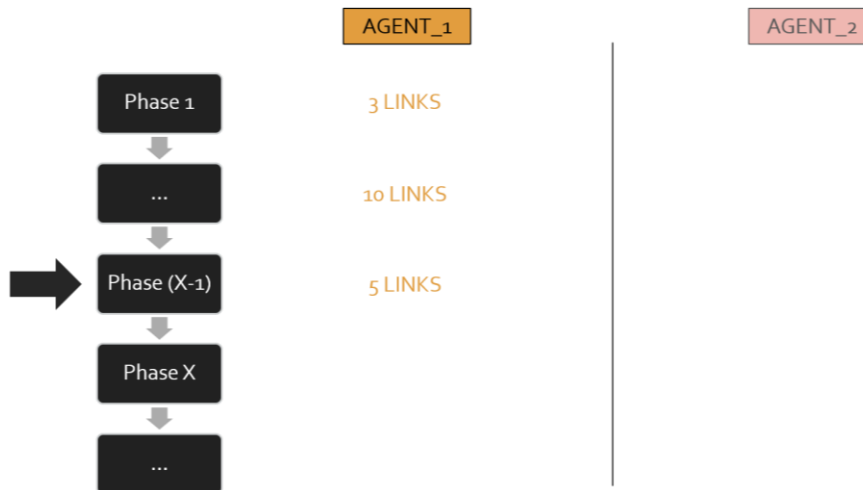 AGENT_1
AGENT_2
Phase 1
3 LINKS
...
10 LINKS
Phase (X-1)
5 LINKS
Phase X
...